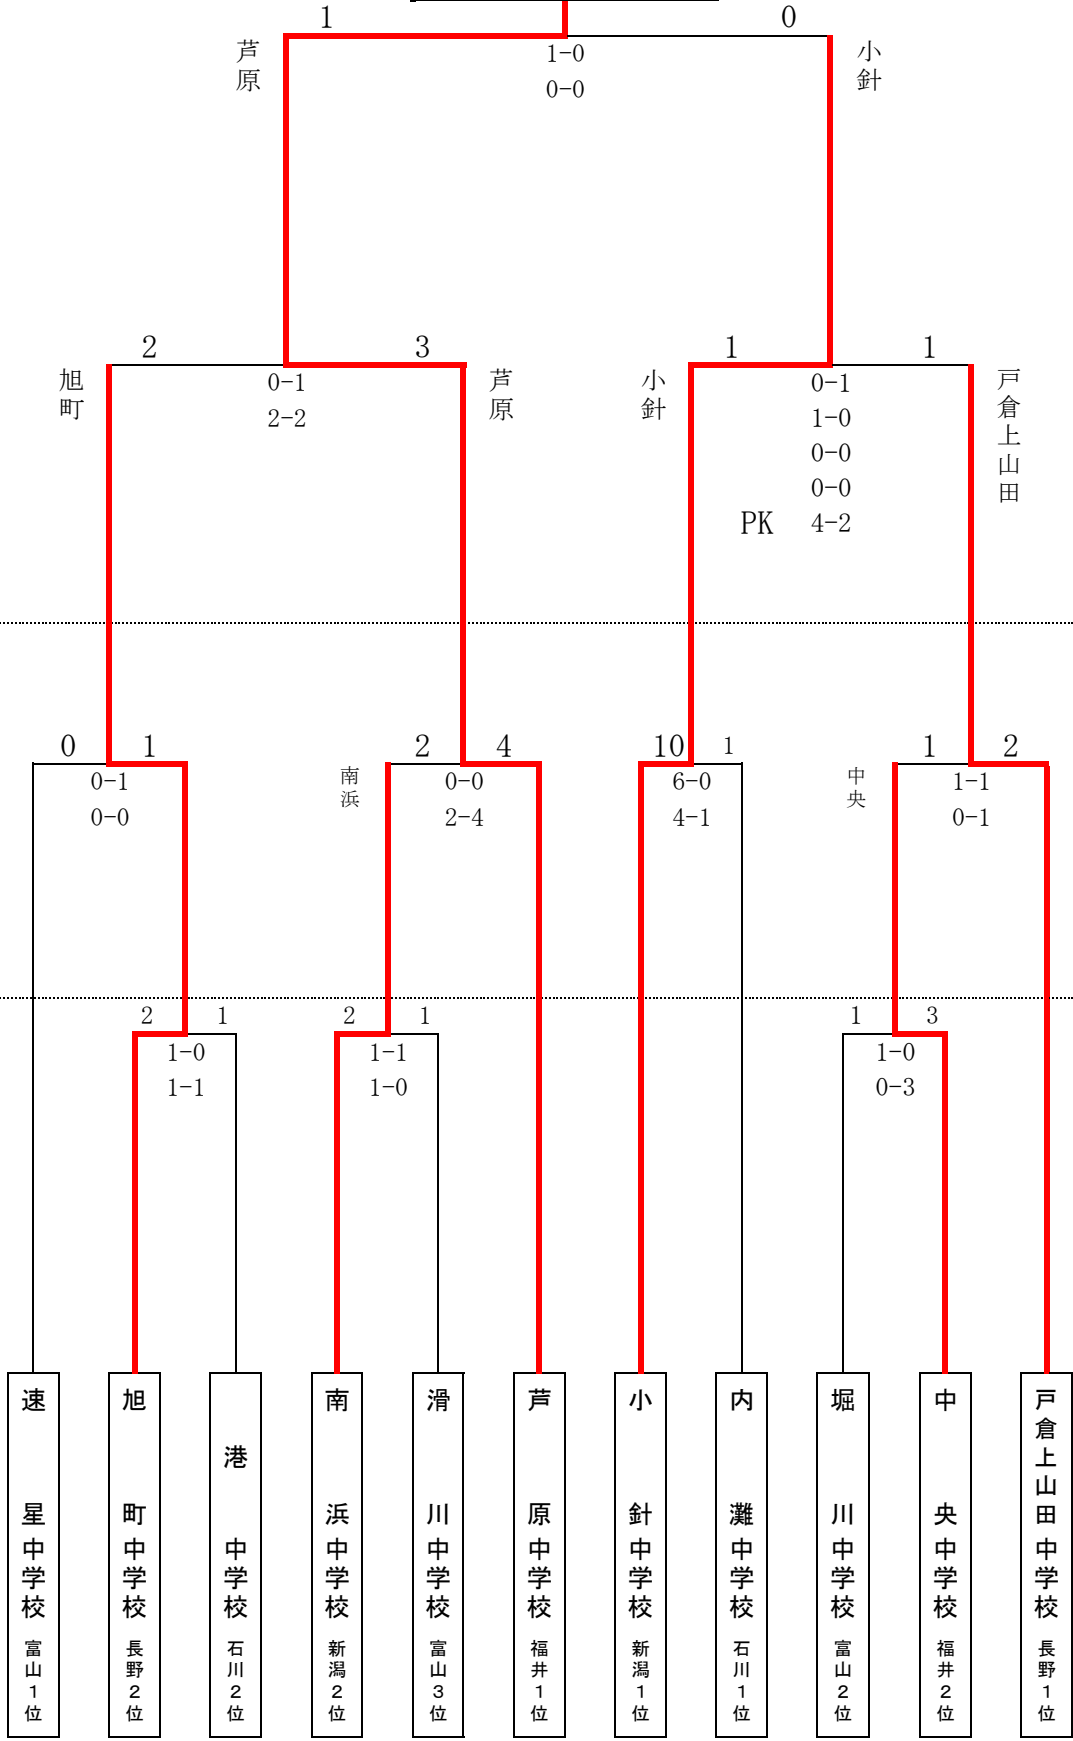 1 0
芦原 小針
1-0
0-0
2 3 1 1
旭町 芦原 小針 戸倉上山田
0-1 0-1
2-2 1-0
0-0
0-0
PK 4-2
0 1 2 4 10 1 1 2
南浜 中央
0-1 0-0 6-0 1-1
0-0 2-4 4-1 0-1
2 1 2 1 1 3
1-0 1-1 1-0
1-1 1-0 0-3
速星中学校 富山1位
旭町中学校 長野2位
港中学校 石川2位
南浜中学校 新潟2位
滑川中学校 富山3位
芦原中学校 福井1位
小針中学校 新潟1位
内灘中学校 石川1位
堀川中学校 富山2位
中央中学校 福井2位
戸倉上山田中学校 長野1位